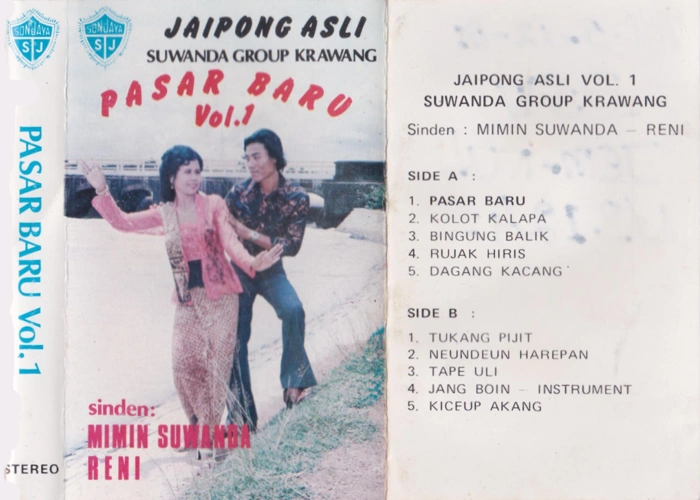 SONJAYA
SJ
PASAR BARU Vol.1
STEREO
SONJAYA
SJ
JAIPONG ASLI
SUWANDA GROUP KRAWANG
PASAR BARU
Vol.1
sinden:
MIMIN SUWANDA
RENI
JAIPONG ASLI VOL. 1
SUWANDA GROUP KRAWANG
Sinden : MIMIN SUWANDA – RENI
SIDE A :
1. PASAR BARU
2. KOLOT KALAPA
3. BINGUNG BALIK
4. RUJAK HIRIS
5. DAGANG KACANG
SIDE B :
1. TUKANG PIJIT
2. NEUNDEUN HAREPAN
3. TAPE ULI
4. JANG BOIN – INSTRUMENT
5. KICEUP AKANG